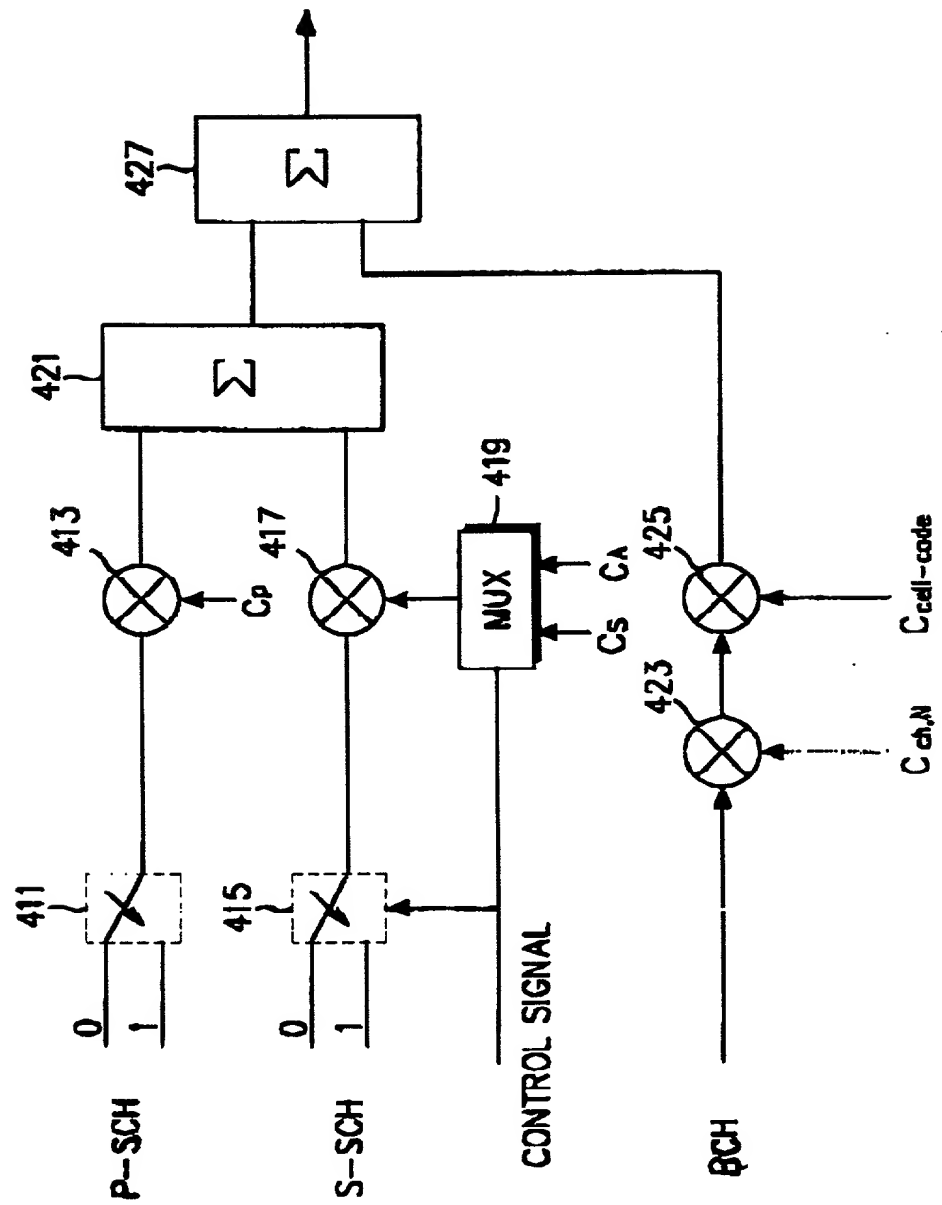 P-SCH
0
1
411
413
CP
421
Σ
427
Σ
S-SCH
0
1
415
417
MUX
419
CS
CA
CONTROL SIGNAL
BCH
423
425
Cch,N
Ccell-code